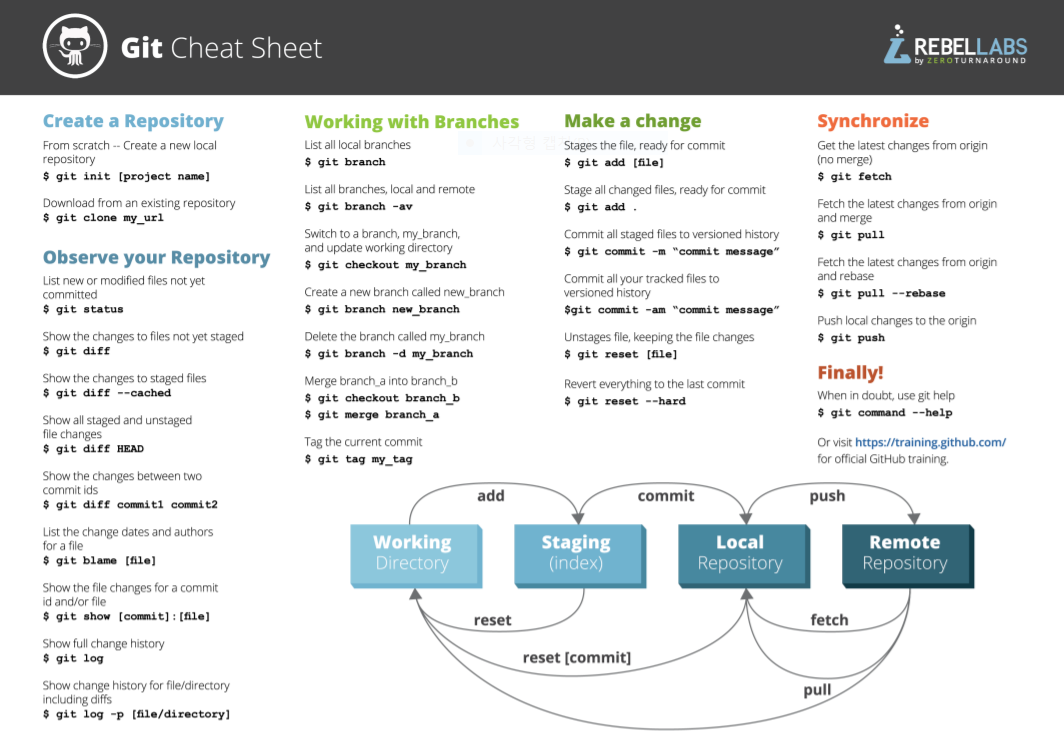 Git Cheat Sheet
REBELLABS
by ZEROTURNAROUND
Create a Repository
From scratch -- Create a new local
repository
$ git init [project name]
Download from an existing repository
$ git clone my_url
Observe your Repository
List new or modified files not yet
committed
$ git status
Show the changes to files not yet staged
$ git diff
Show the changes to staged files
$ git diff --cached
Show all staged and unstaged
file changes
$ git diff HEAD
Show the changes between two
commit ids
$ git diff commit1 commit2
List the change dates and authors
for a file
$ git blame [file]
Show the file changes for a commit
id and/or file
$ git show [commit]:[file]
Show full change history
$ git log
Show change history for file/directory
including diffs
$ git log -p [file/directory]
Working with Branches
List all local branches
$ git branch
List all branches, local and remote
$ git branch -av
Switch to a branch, my_branch,
and update working directory
$ git checkout my_branch
Create a new branch called new_branch
$ git branch new_branch
Delete the branch called my_branch
$ git branch -d my_branch
Merge branch_a into branch_b
$ git checkout branch_b
$ git merge branch_a
Tag the current commit
$ git tag my_tag
Make a change
Stages the file, ready for commit
$ git add [file]
Stage all changed files, ready for commit
$ git add .
Commit all staged files to versioned history
$ git commit -m “commit message”
Commit all your tracked files to
versioned history
$git commit -am “commit message”
Unstages file, keeping the file changes
$ git reset [file]
Revert everything to the last commit
$ git reset --hard
Synchronize
Get the latest changes from origin
(no merge)
$ git fetch
Fetch the latest changes from origin
and merge
$ git pull
Fetch the latest changes from origin
and rebase
$ git pull --rebase
Push local changes to the origin
$ git push
Finally!
When in doubt, use git help
$ git command --help
Or visit https://training.github.com/
for official GitHub training.
add
commit
push
Working
Directory
Staging
(index)
Local
Repository
Remote
Repository
reset
fetch
reset [commit]
pull